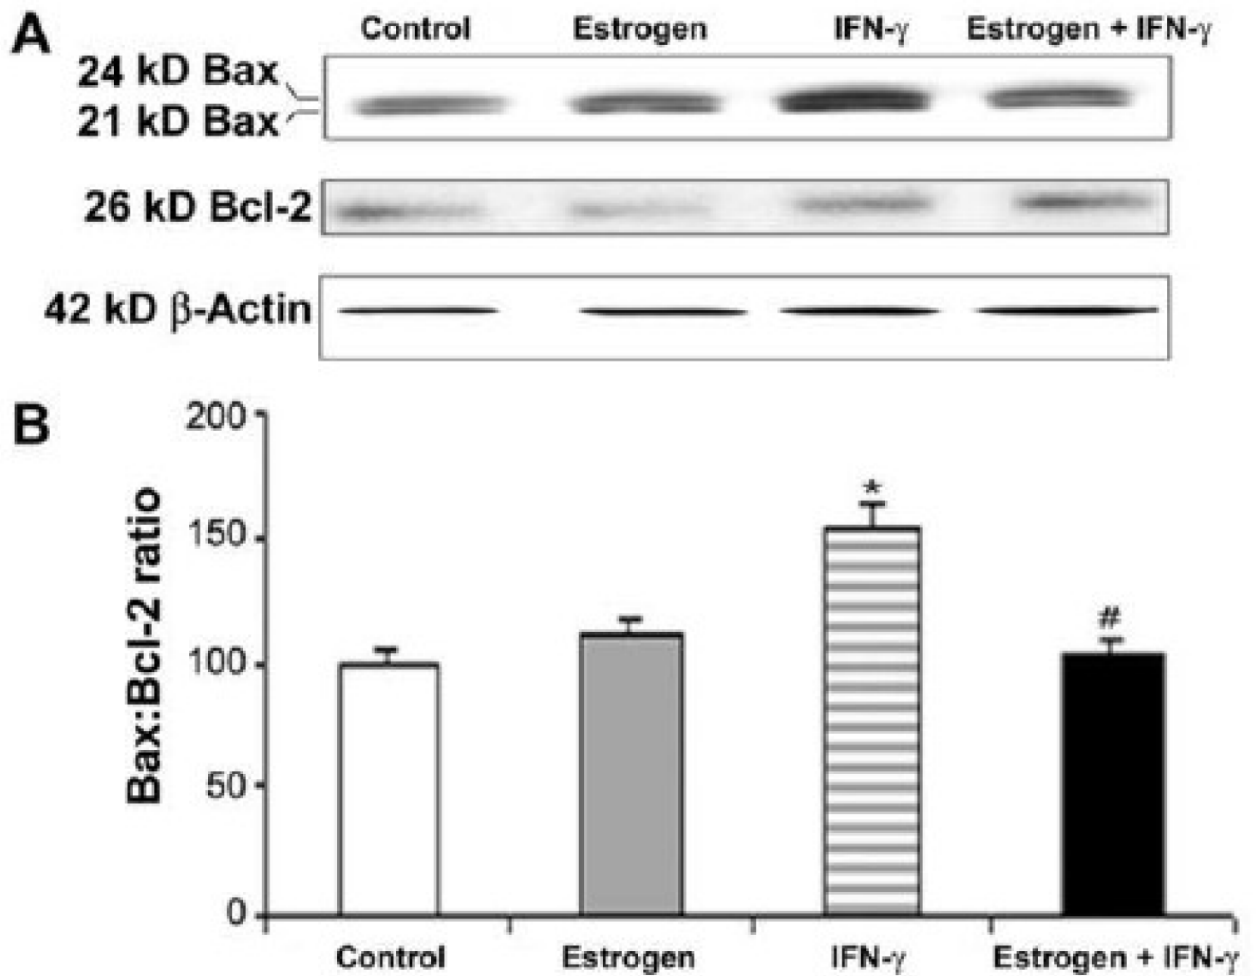 A
Control Estrogen IFN-γ Estrogen + IFN-γ
24 kD Bax
21 kD Bax
26 kD Bcl-2
42 kD β-Actin
B
Bax:Bcl-2 ratio
200
150
100
50
0
*
#
Control Estrogen IFN-γ Estrogen + IFN-γ